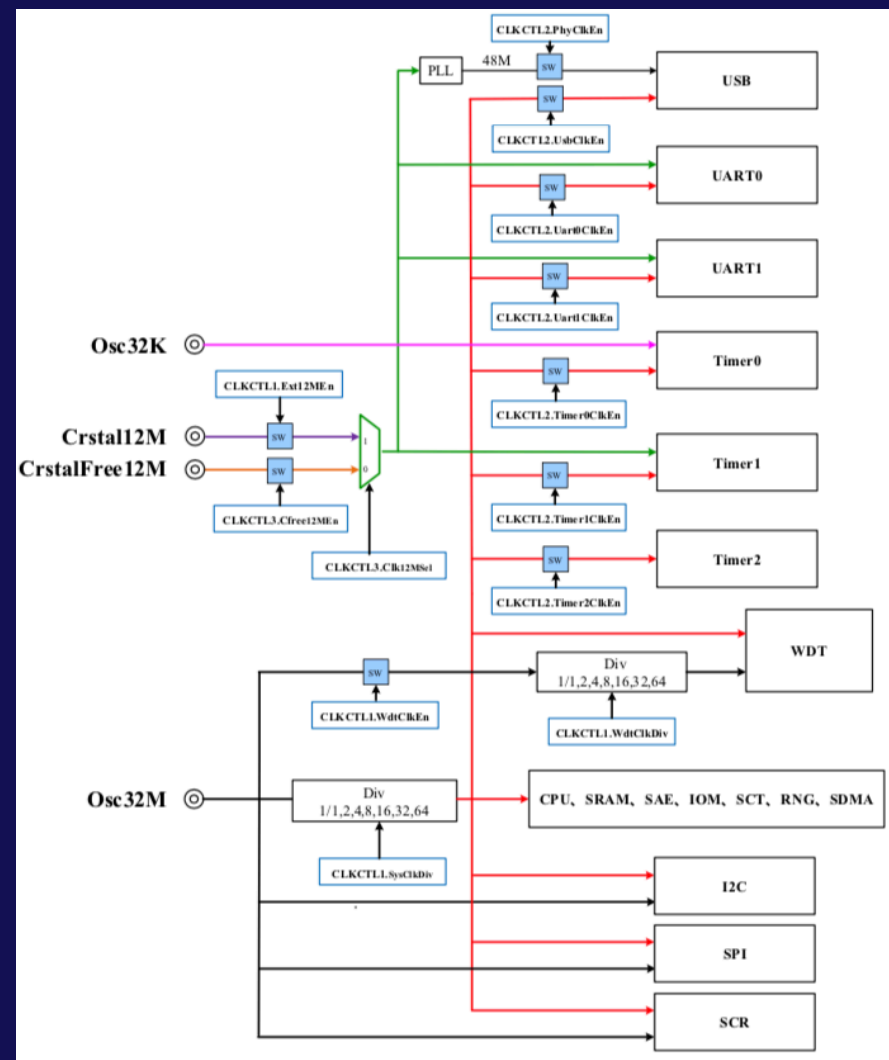 CLKCTL2.PhyClkEn
PLL
48M
SW
USB
SW
CLKCTL2.UsbClkEn
UART0
SW
CLKCTL2.Uart0ClkEn
UART1
SW
CLKCTL2.Uart1ClkEn
Osc32K
Timer0
CLKCTL1.Ext12MEn
SW
CLKCTL2.Timer0ClkEn
Crstal12M
SW
1
Timer1
CrstalFree12M
SW
0
SW
CLKCTL3.Cfree12MEn
CLKCTL2.Timer1ClkEn
CLKCTL3.Clk12MSel
SW
Timer2
CLKCTL2.Timer2ClkEn
WDT
SW
Div
1/1,2,4,8,16,32,64
CLKCTL1.WdtClkEn
CLKCTL1.WdtClkDiv
Osc32M
Div
1/1,2,4,8,16,32,64
CPU、SRAM、SAE、IOM、SCT、RNG、SDMA
CLKCTL1.SysClkDiv
I2C
SPI
SCR